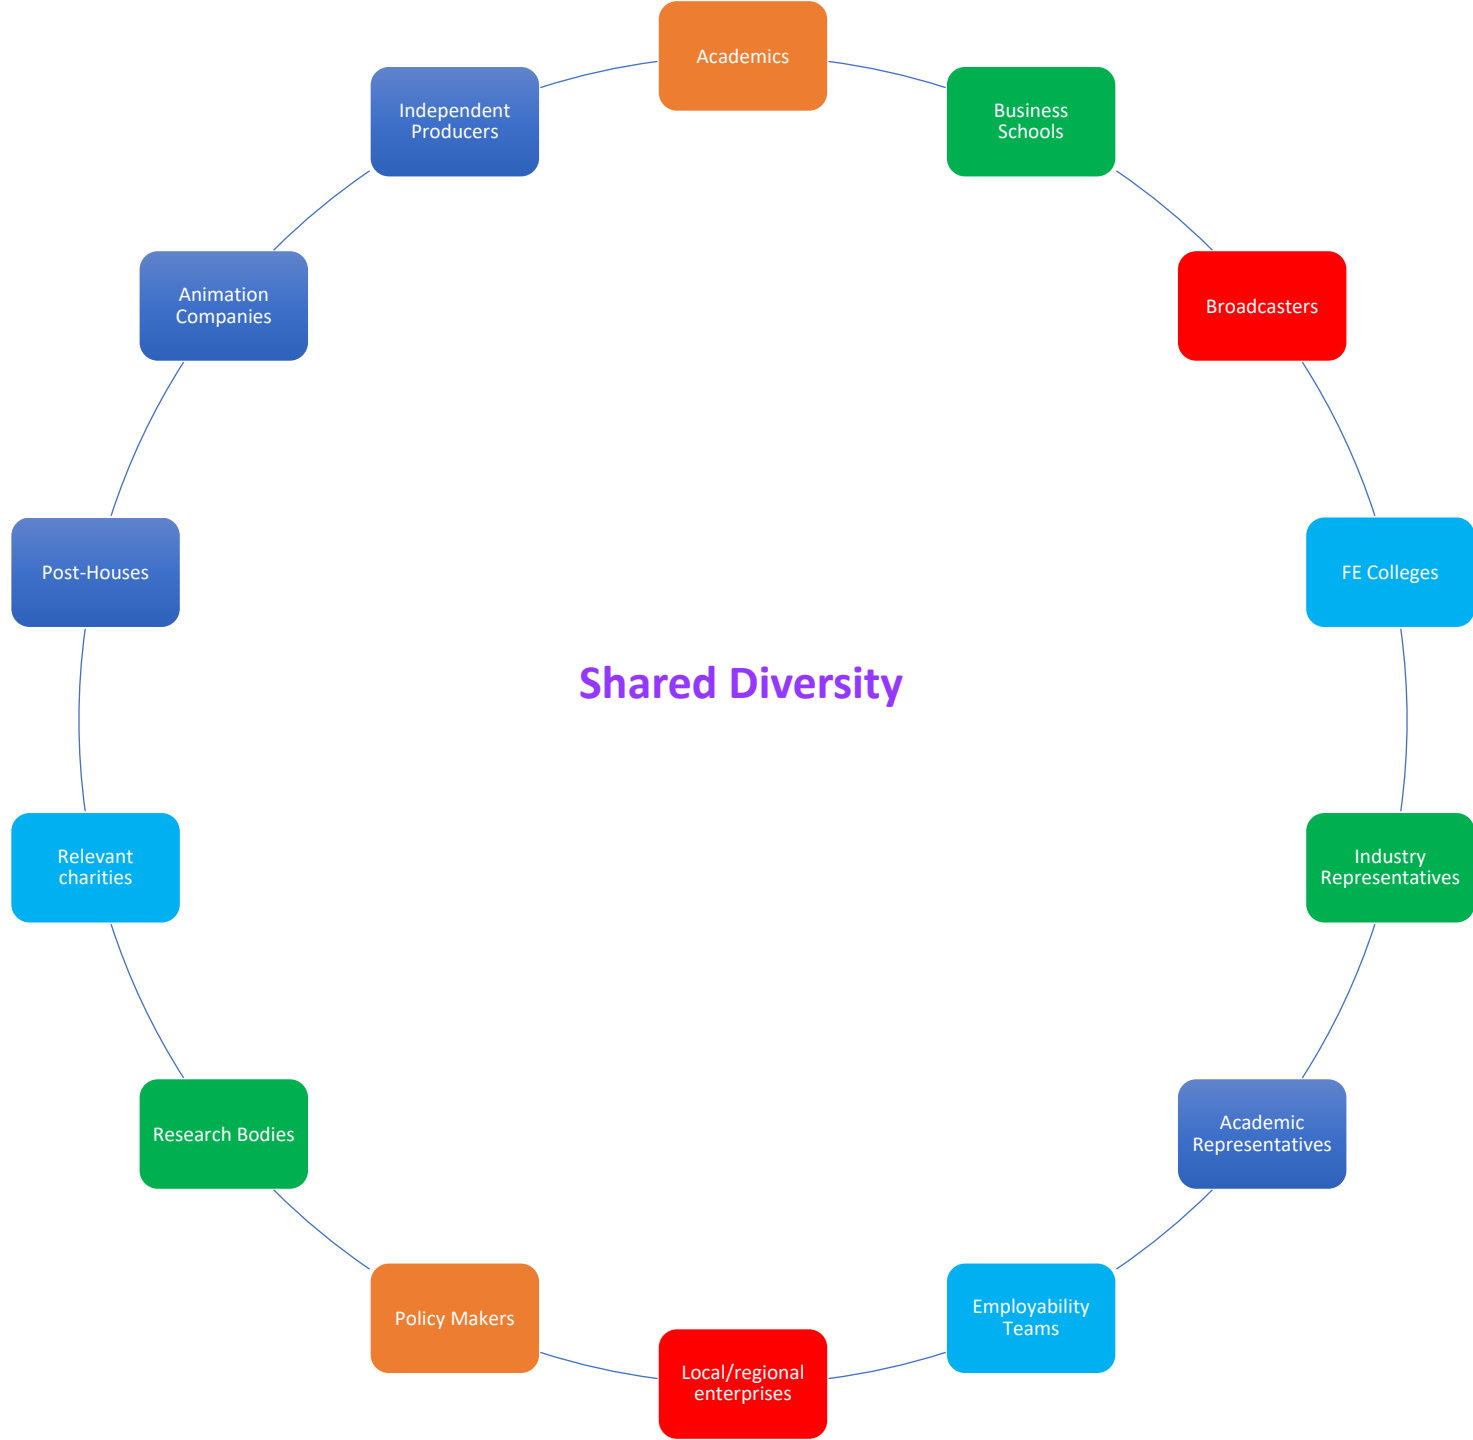 Academics
Business
Schools
Broadcasters
FE Colleges
Industry
Representatives
Academic
Representatives
Employability
Teams
Local/regional
enterprises
Policy Makers
Research Bodies
Relevant
charities
Post-Houses
Animation
Companies
Independent
Producers
Shared Diversity